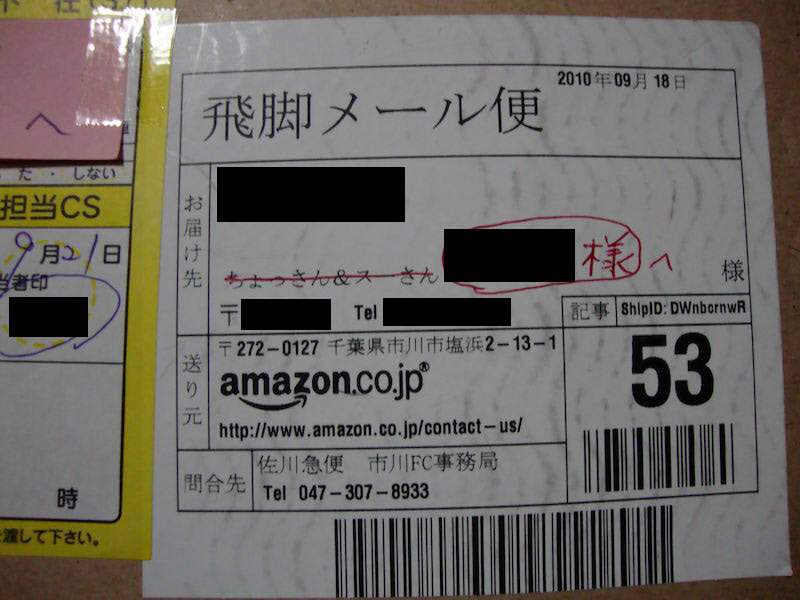 へ
た・・しない
担当CS
9月21日
当者印
時
渡して下さい。
2010年09月18日
飛脚メール便
お届け先
ちょっさん&スーさん
様へ
様
〒
Tel
記事
ShipID: DWnbcrnwR
送り元
〒272-0127 千葉県市川市塩浜2-13-1
amazon.co.jp®
http://www.amazon.co.jp/contact-us/
53
問合先
佐川急便 市川FC事務局
Tel 047-307-8933